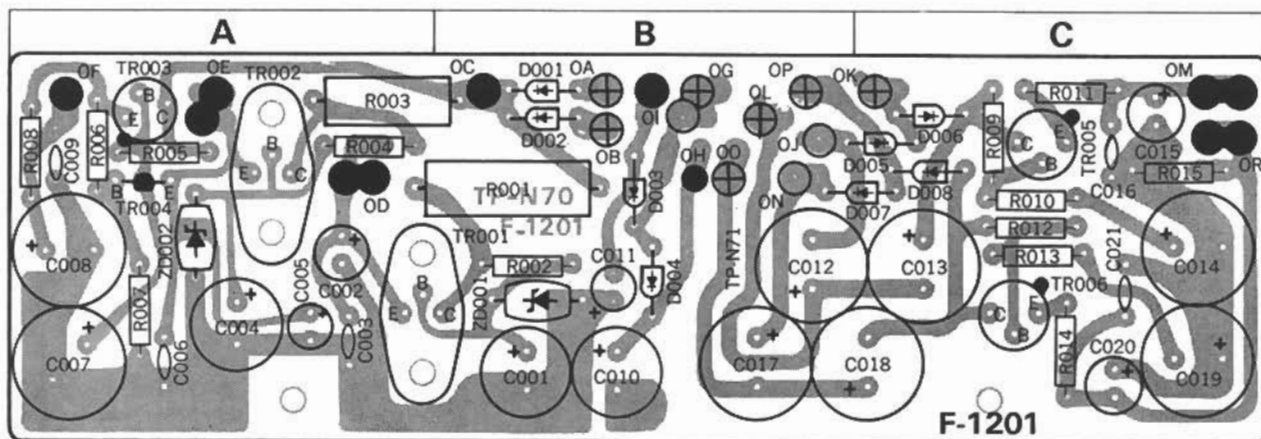 A B C
OF TR003 OE TR002 OC D001 OA OG OP OK OM
B R003 OL R011
R008 C009 R006 E C D002 OI D006 R009 E TR005 C015
R005 R004 B OB OJ D005 C B OR
B E E C OH OO D008 R015
TR004 OD R001 D003 ON D007 C016
TP-N70 R010
ZD002 F-1201 R012
C008 TR001 C011 TP-N71 C012 C013 R013 C021 C014
C005 C002 R002 D004 TR006
R007 B ZD001 C E
C004 E C B
C007 C006 C003 C001 C010 C017 C018 R014 C020 C019
F-1201